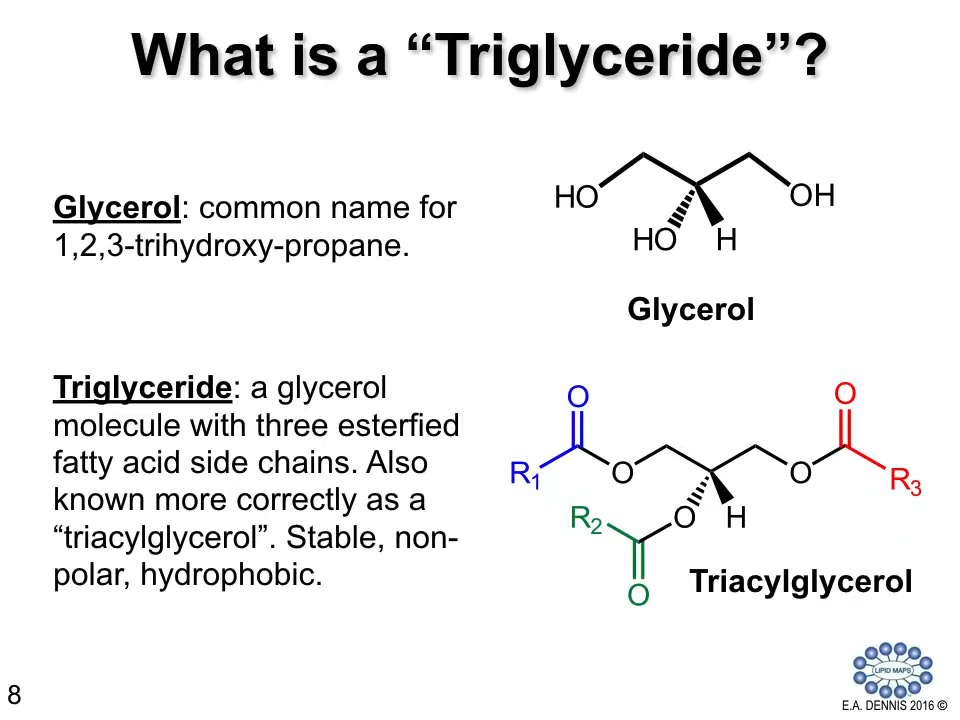 What is a “Triglyceride”?
Glycerol: common name for
1,2,3-trihydroxy-propane.
HO
OH
HO H
Glycerol
Triglyceride: a glycerol
molecule with three esterfied
fatty acid side chains. Also
known more correctly as a
“triacylglycerol”. Stable, non-
polar, hydrophobic.
O
O
R1
O
O
R3
R2
O H
O
Triacylglycerol
LIPID MAPS
E.A. DENNIS 2016 ©
8